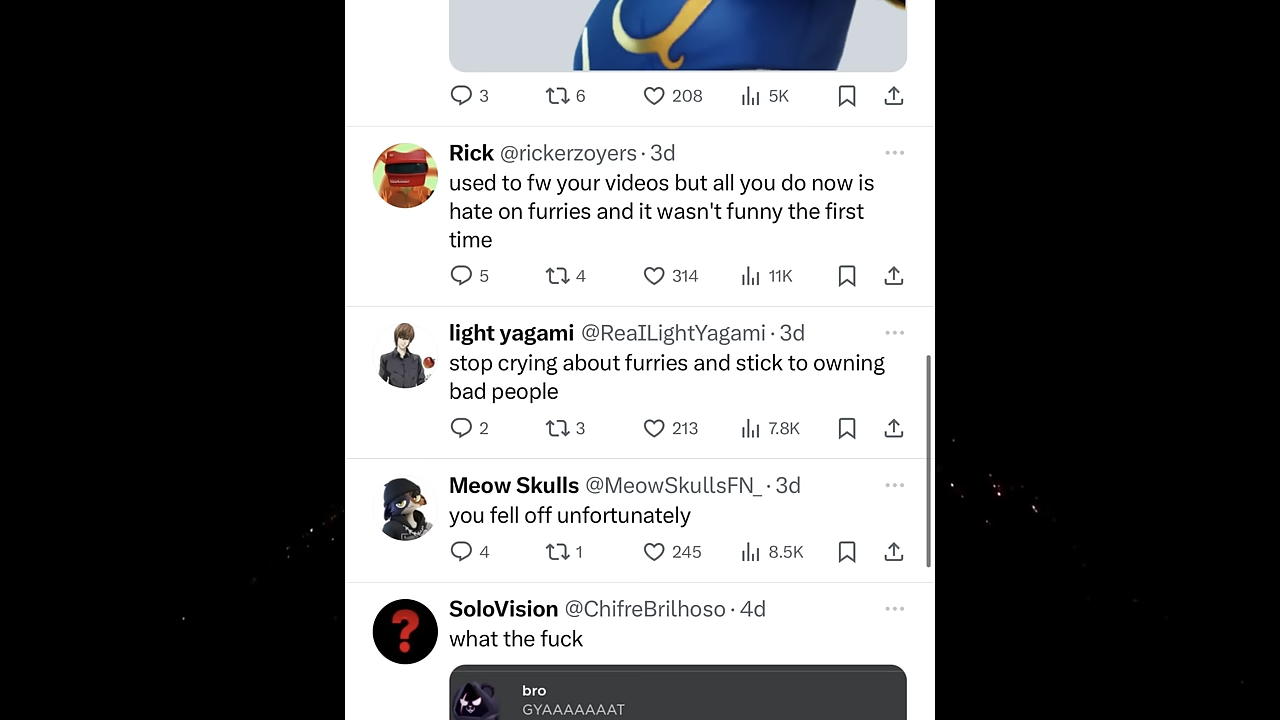 3 6 208 5K
Rick @rickerzoyers · 3d
used to fw your videos but all you do now is
hate on furries and it wasn't funny the first
time
5 4 314 11K
light yagami @ReaILightYagami · 3d
stop crying about furries and stick to owning
bad people
2 3 213 7.8K
Meow Skulls @MeowSkullsFN_ · 3d
you fell off unfortunately
4 1 245 8.5K
SoloVision @ChifreBrilhoso · 4d
what the fuck
bro
GYAAAAAAAT